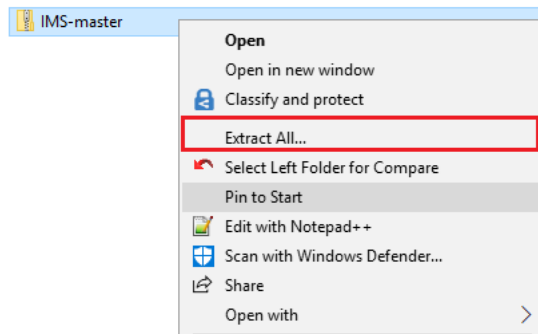 IMS-master
Open
Open in new window
Classify and protect
Extract All...
Select Left Folder for Compare
Pin to Start
Edit with Notepad++
Scan with Windows Defender...
Share
Open with